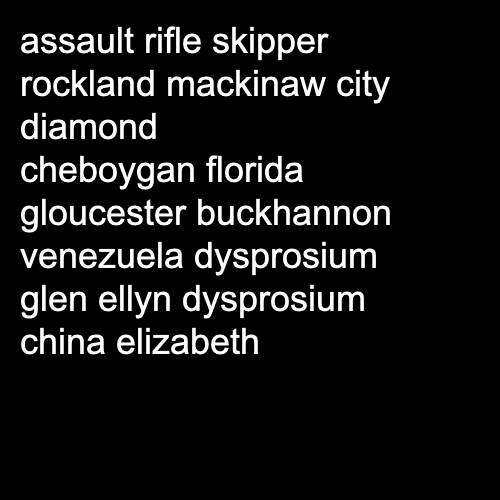 assault rifle skipper
rockland mackinaw city
diamond
cheboygan florida
gloucester buckhannon
venezuela dysprosium
glen ellyn dysprosium
china elizabeth